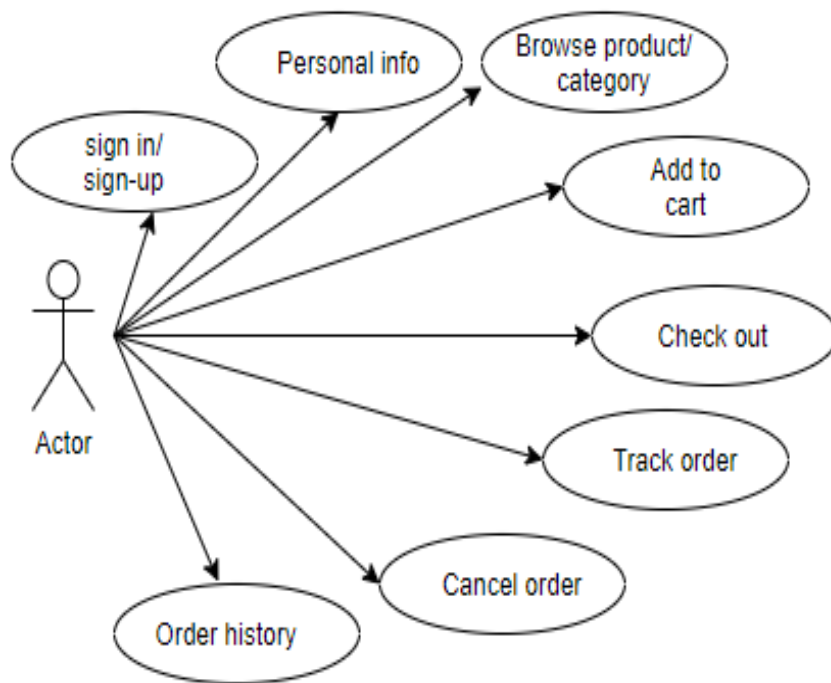 Personal info
Browse product/
category
sign in/
sign-up
Add to
cart
Check out
Actor
Track order
Cancel order
Order history